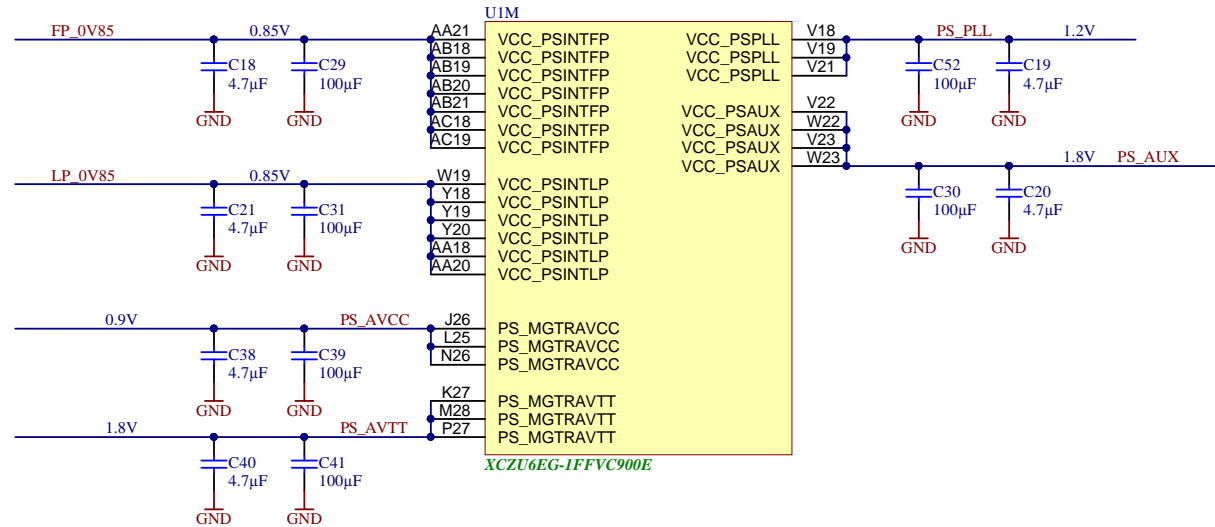 U1M
FP_0V85 0.85V
C18 4.7µF
C29 100µF
GND GND
AA21 VCC_PSINTFP
AB18 VCC_PSINTFP
AB19 VCC_PSINTFP
AB20 VCC_PSINTFP
AB21 VCC_PSINTFP
AC18 VCC_PSINTFP
AC19 VCC_PSINTFP
VCC_PSPLL V18
VCC_PSPLL V19
VCC_PSPLL V21
PS_PLL 1.2V
C52 100µF
C19 4.7µF
GND GND
VCC_PSAUX V22
VCC_PSAUX W22
VCC_PSAUX V23
VCC_PSAUX W23
1.8V PS_AUX
C30 100µF
C20 4.7µF
GND GND
LP_0V85 0.85V
C21 4.7µF
C31 100µF
GND GND
W19 VCC_PSINTLP
Y18 VCC_PSINTLP
Y19 VCC_PSINTLP
Y20 VCC_PSINTLP
AA18 VCC_PSINTLP
AA20 VCC_PSINTLP
0.9V PS_AVCC
C38 4.7µF
C39 100µF
GND GND
J26 PS_MGTRAVCC
L25 PS_MGTRAVCC
N26 PS_MGTRAVCC
K27 PS_MGTRAVTT
M28 PS_MGTRAVTT
P27 PS_MGTRAVTT
1.8V PS_AVTT
C40 4.7µF
C41 100µF
GND GND
XCZU6EG-1FFVC900E